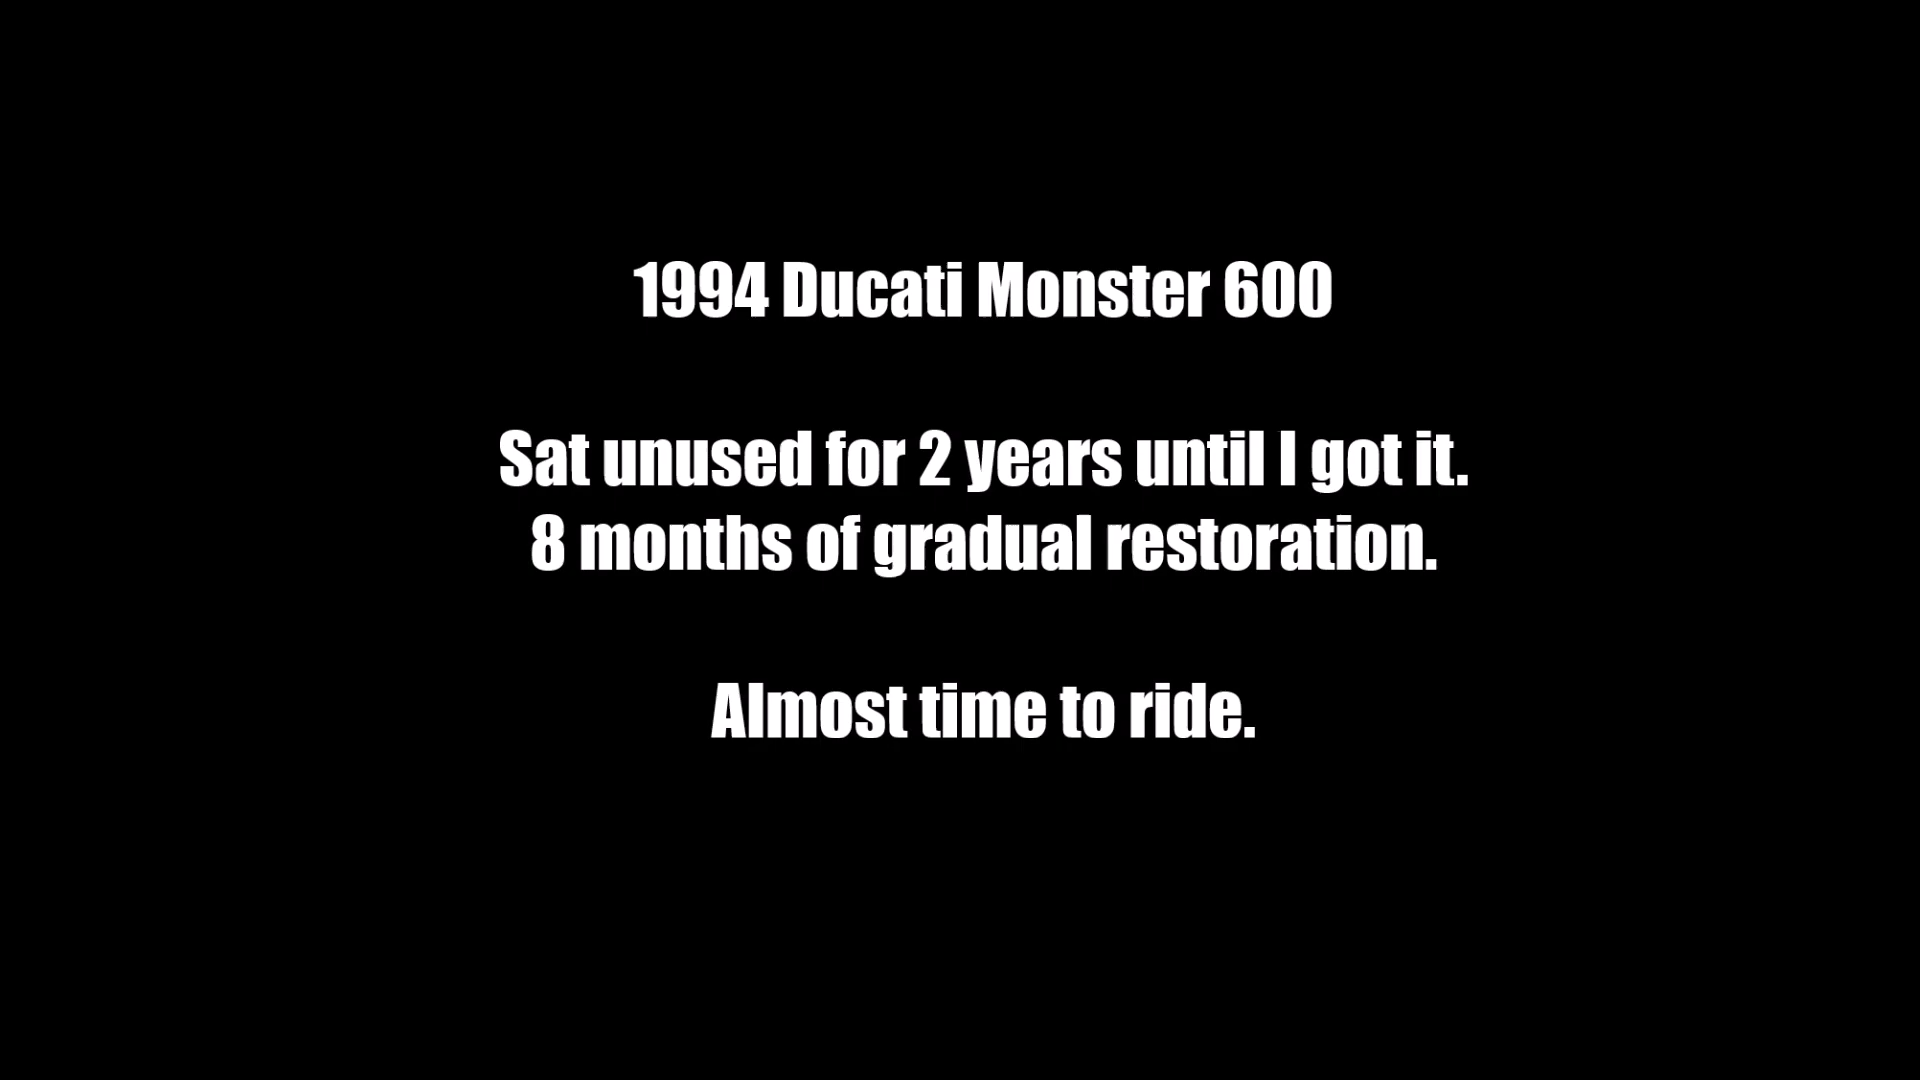 1994 Ducati Monster 600
Sat unused for 2 years until I got it.
8 months of gradual restoration.
Almost time to ride.